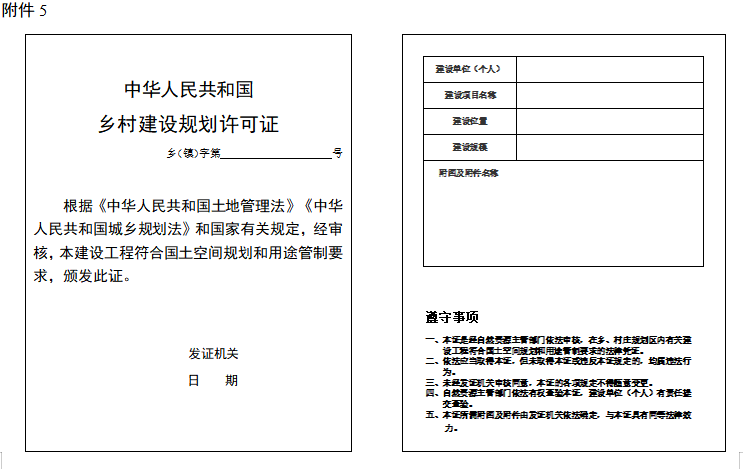 附件 5
中华人民共和国
乡村建设规划许可证
乡(镇)字第 号
根据《中华人民共和国土地管理法》《中华
人民共和国城乡规划法》和国家有关规定，经审
核，本建设工程符合国土空间规划和用途管制要
求，颁发此证。
发证机关
日 期
建设单位（个人）
建设项目名称
建设位置
建设规模
附图及附件名称
遵守事项
一、本证是经自然资源主管部门依法审核，在乡、村庄规划区内有关建
设工程符合国土空间规划和用途管制要求的法律凭证。
二、依法应当取得本证，但未取得本证或违反本证规定的，均属违法行
为。
三、未经发证机关审核同意，本证的各项规定不得随意变更。
四、自然资源主管部门依法有权查验本证，建设单位（个人）有责任提
交查验。
五、本证所需附图及附件由发证机关依法确定，与本证具有同等法律效
力。